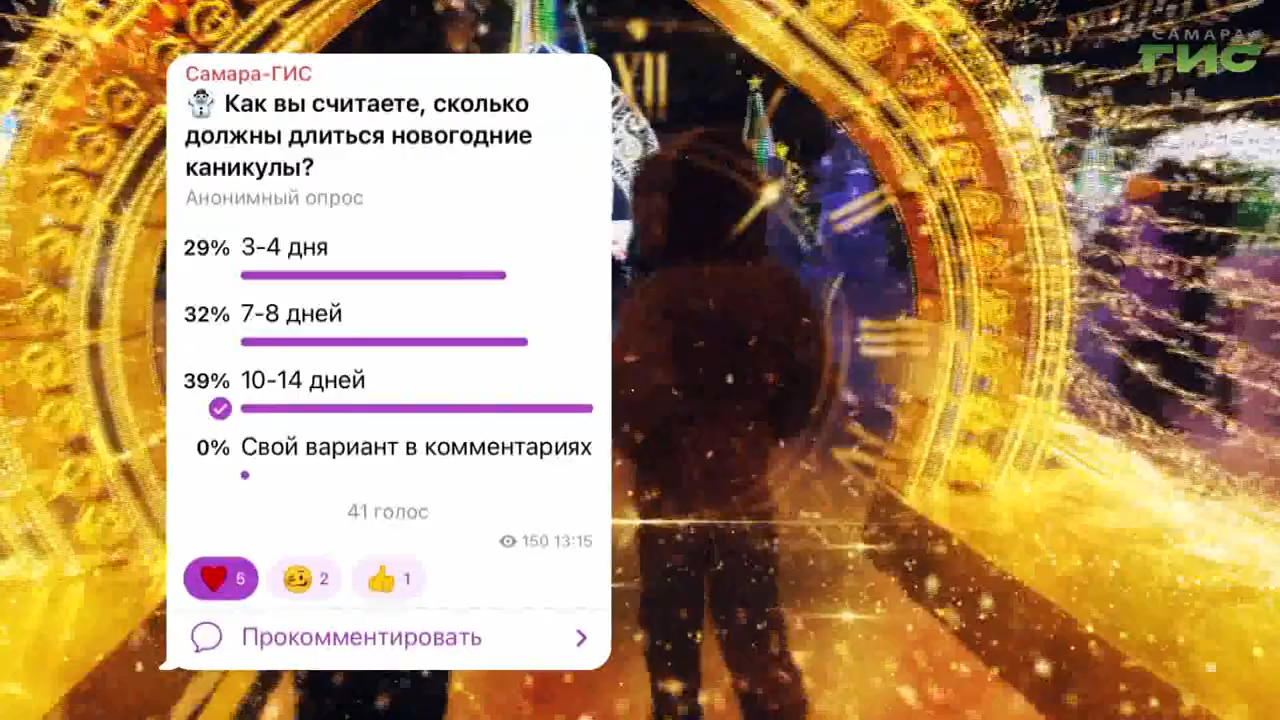 САМАРА
ГИС
XII
Самара-ГИС
Как вы считаете, сколько
должны длиться новогодние
каникулы?
Анонимный опрос
29% 3-4 дня
32% 7-8 дней
39% 10-14 дней
0% Свой вариант в комментариях
41 голос
150 13:15
5 2 1
Прокомментировать